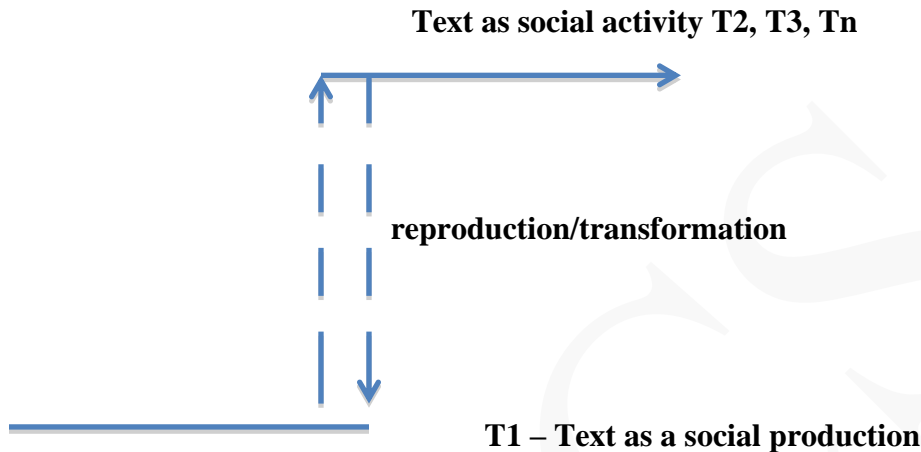 Text as social activity T2, T3, Tn
reproduction/transformation
T1 – Text as a social production